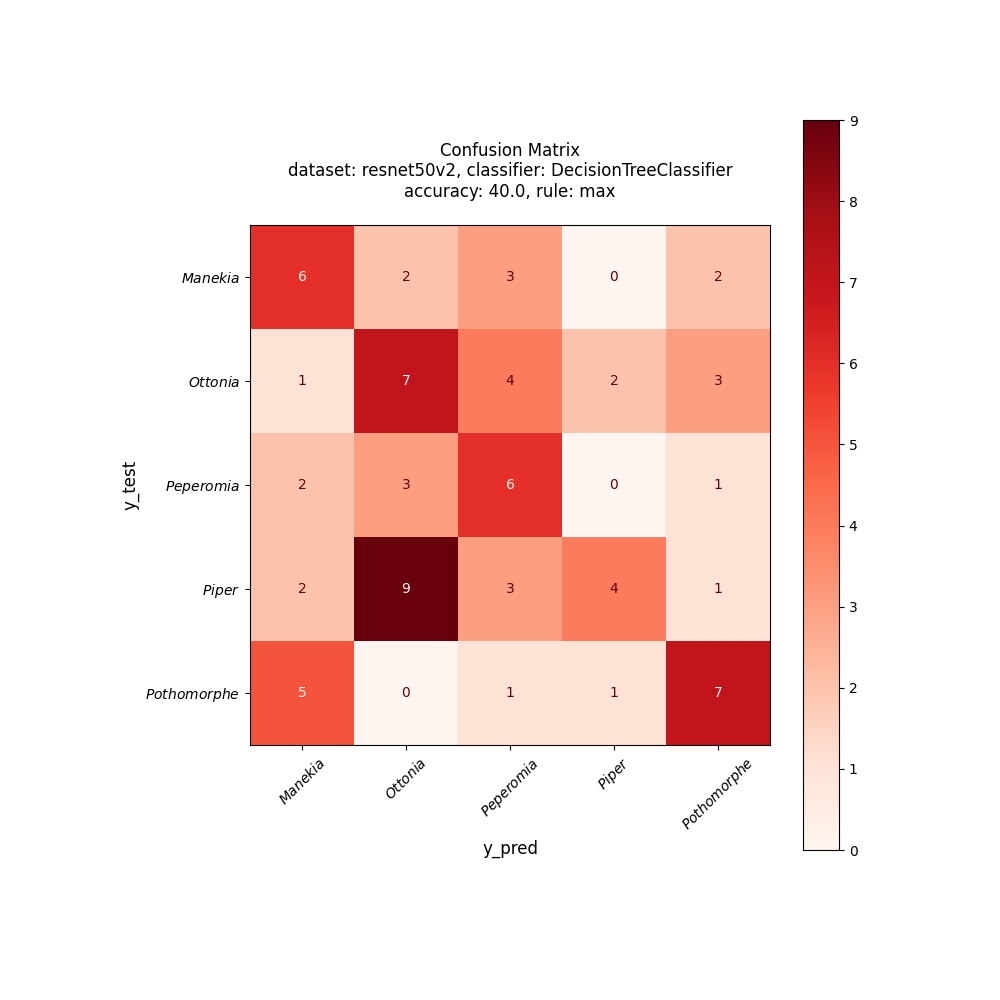 Confusion Matrix
dataset: resnet50v2, classifier: DecisionTreeClassifier
accuracy: 40.0, rule: max
Manekia 6 2 3 0 2
Ottonia 1 7 4 2 3
Peperomia 2 3 6 0 1
Piper 2 9 3 4 1
Pothomorphe 5 0 1 1 7
Manekia Ottonia Peperomia Piper Pothomorphe
y_test
y_pred
9
8
7
6
5
4
3
2
1
0